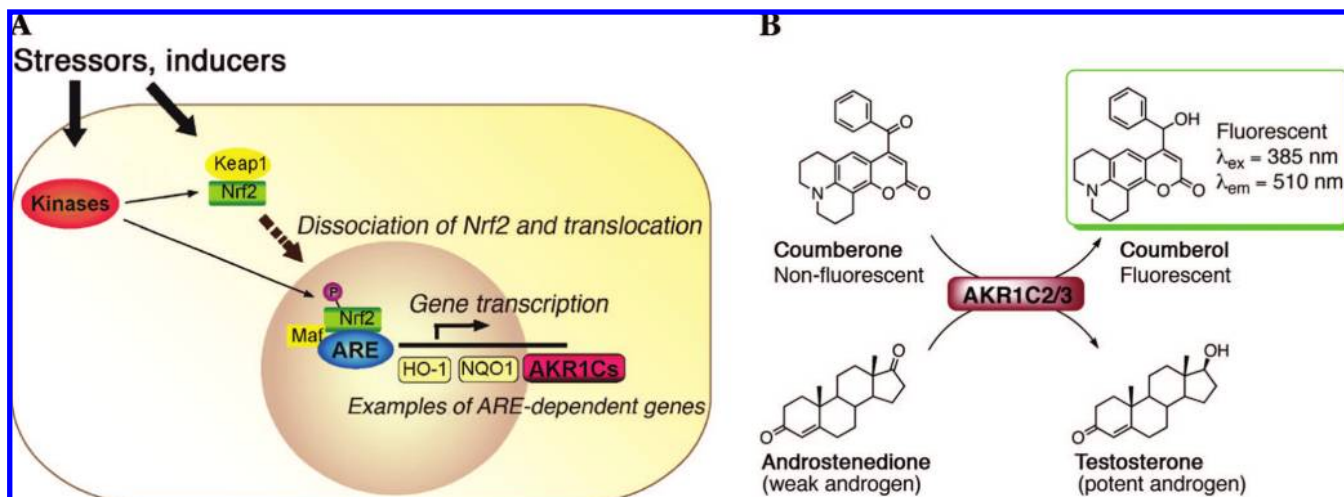 A
Stressors, inducers
Keap1
Nrf2
Kinases
Dissociation of Nrf2 and translocation
P
Nrf2
Maf
ARE
Gene transcription
HO-1 NQO1 AKR1Cs
Examples of ARE-dependent genes
B
O
N
O
O
Coumberone
Non-fluorescent
OH
N
O
O
Fluorescent
λex = 385 nm
λem = 510 nm
Coumberol
Fluorescent
AKR1C2/3
O
O
Androstenedione
(weak androgen)
OH
O
Testosterone
(potent androgen)